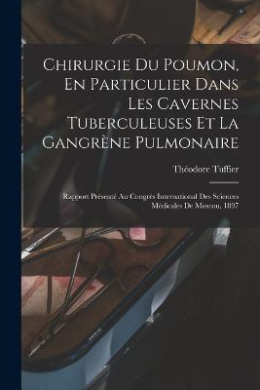 Chirurgie Du Poumon,
En Particulier Dans
Les Cavernes
Tuberculeuses Et La
Gangrène Pulmonaire
Théodore Tuffier
Rapport Présenté Au Congrès International Des Sciences
Médicales De Moscou, 1897